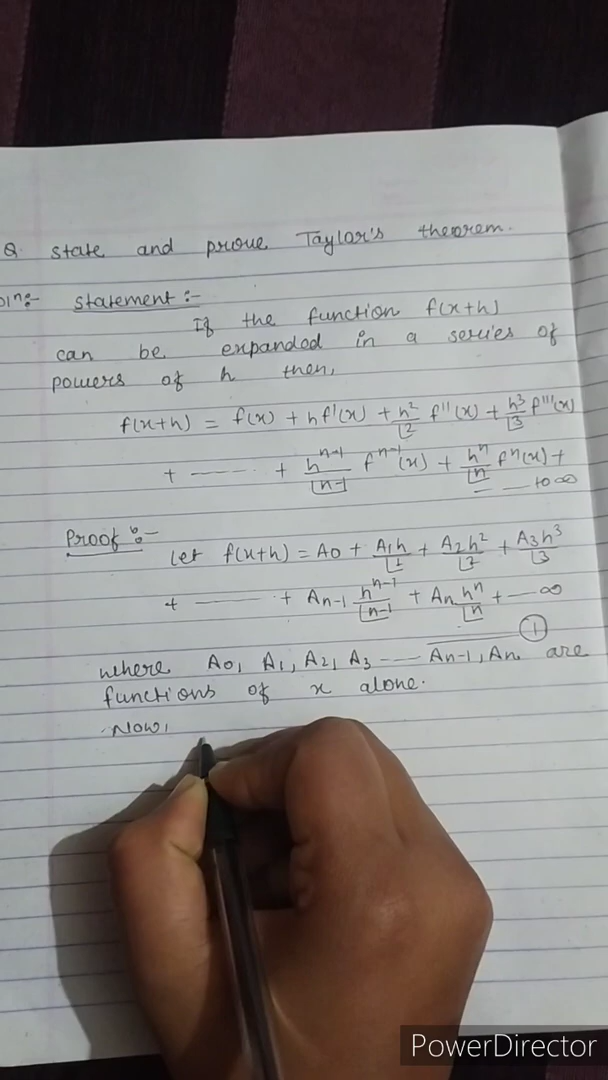 Q. state and prove Taylor's theorem.
Statement :-
If the function f(x+h)
can be expanded in a series of
powers of h then,
f(x+h) = f(x) + hf'(x) + h²/⌊2 f''(x) + h³/⌊3 f'''(x)
+ ------ + hⁿ⁻¹/⌊n-1 fⁿ⁻¹(x) + hⁿ/⌊n fⁿ(x) +
--- to ∞
Proof :-
Let f(x+h) = A0 + A1h/⌊1 + A2h²/⌊2 + A3h³/⌊3
+ ------ + An-1 hⁿ⁻¹/⌊n-1 + An hⁿ/⌊n + --- ∞
①
where A0, A1, A2, A3 ---- An-1, An are
functions of x alone.
Now,
PowerDirector